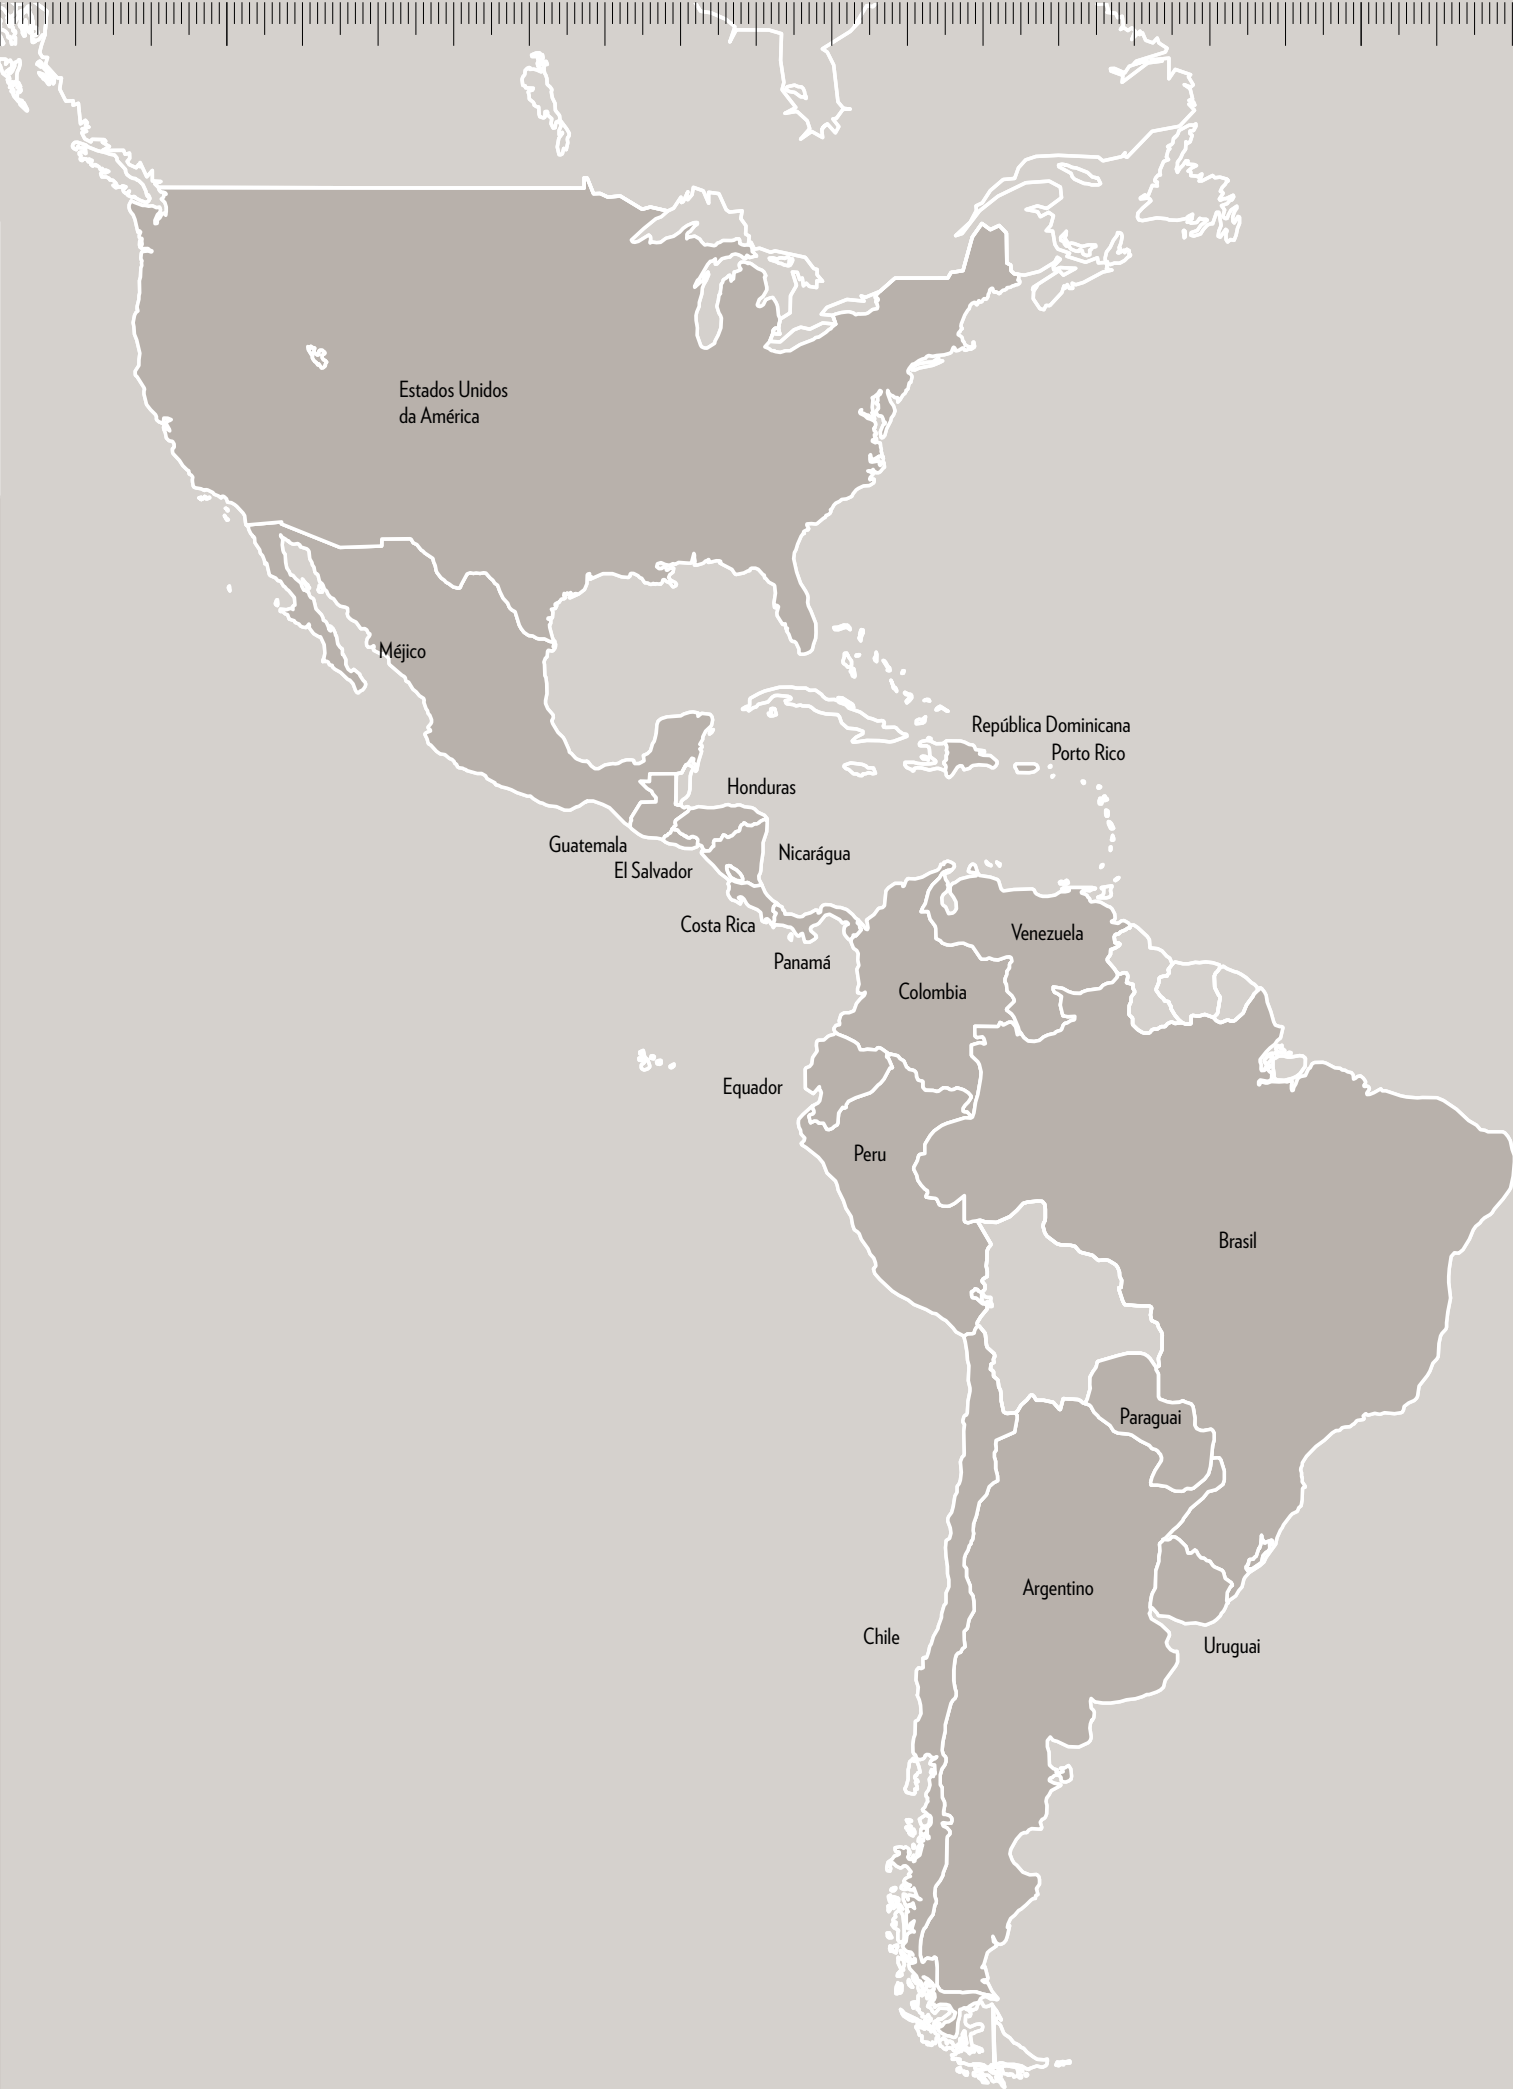 Estados Unidos
da América
Méjico
República Dominicana
Porto Rico
Honduras
Guatemala
Nicarágua
El Salvador
Costa Rica
Venezuela
Panamá
Colombia
Equador
Peru
Brasil
Paraguai
Argentino
Chile
Uruguai